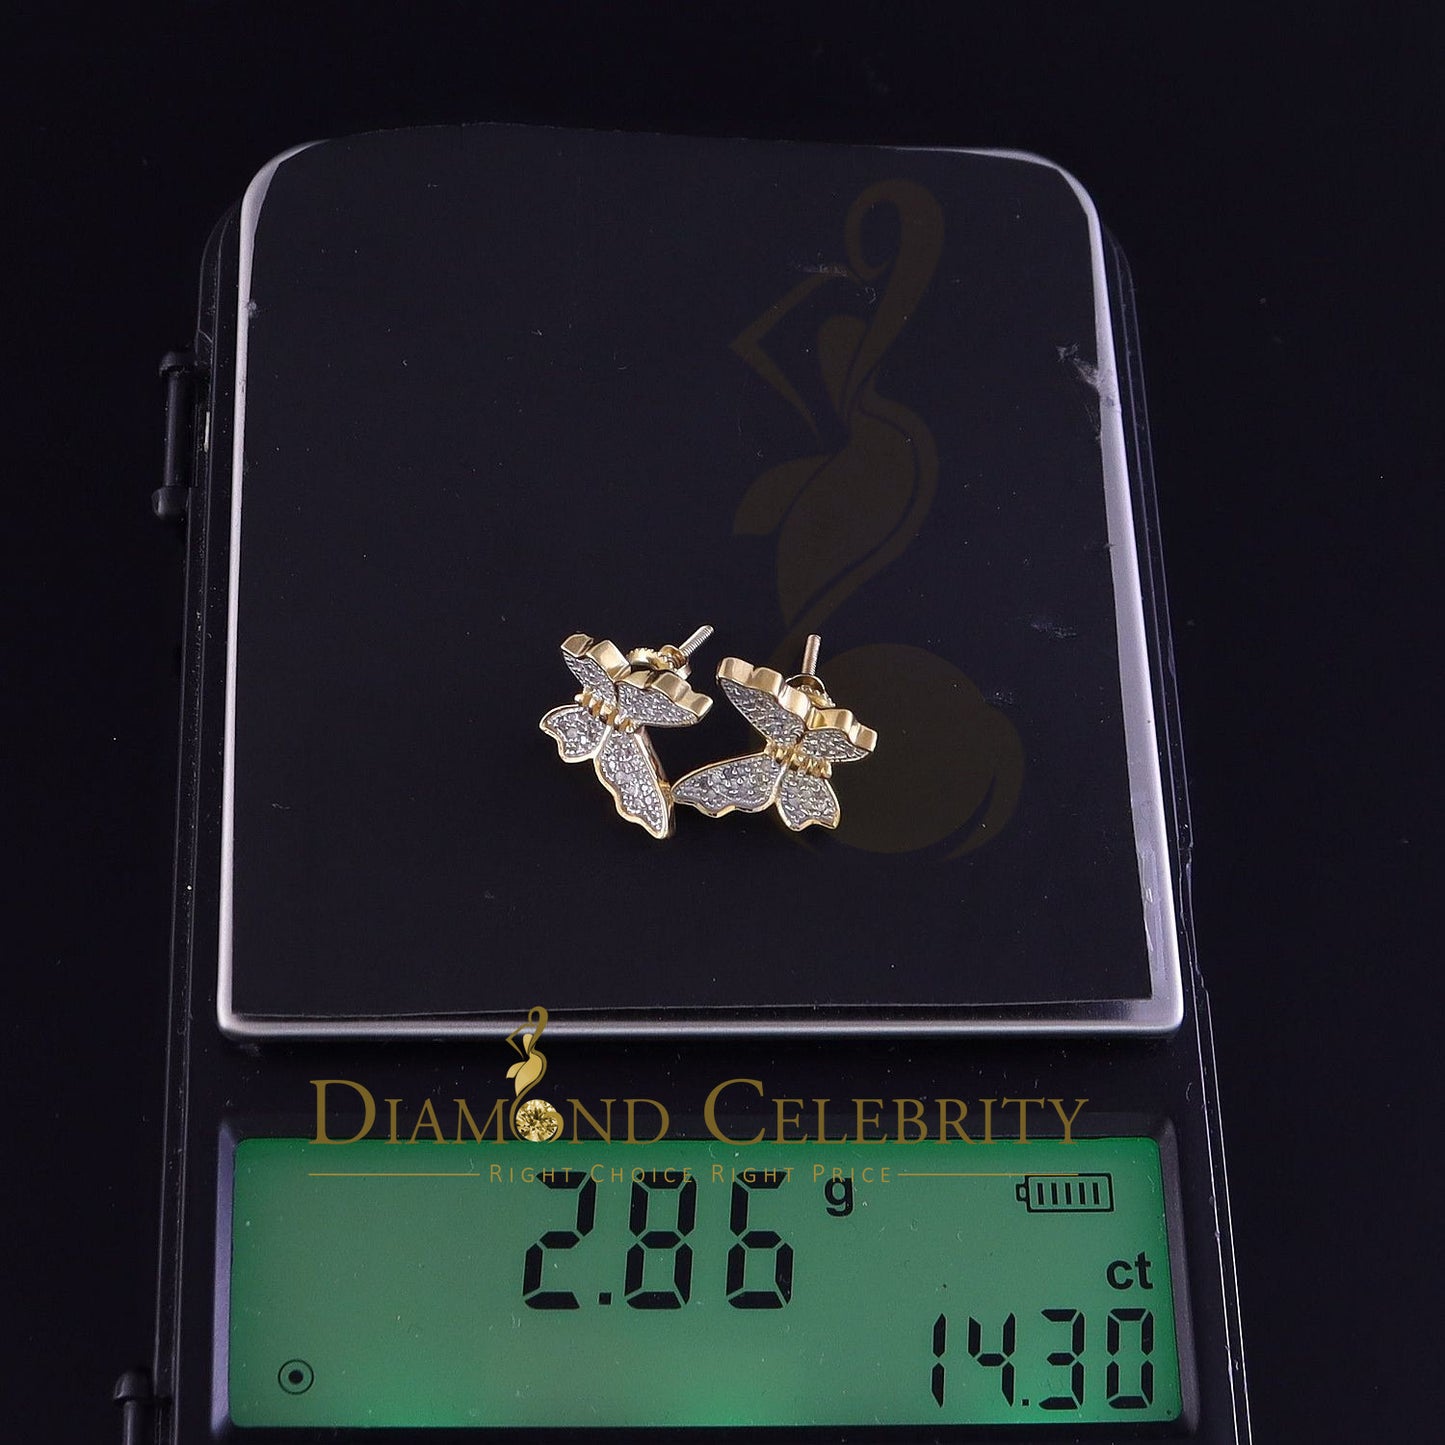 DIAMOND CELEBRITY
RIGHT CHOICE RIGHT PRICE
2.86 g
ct
14.30